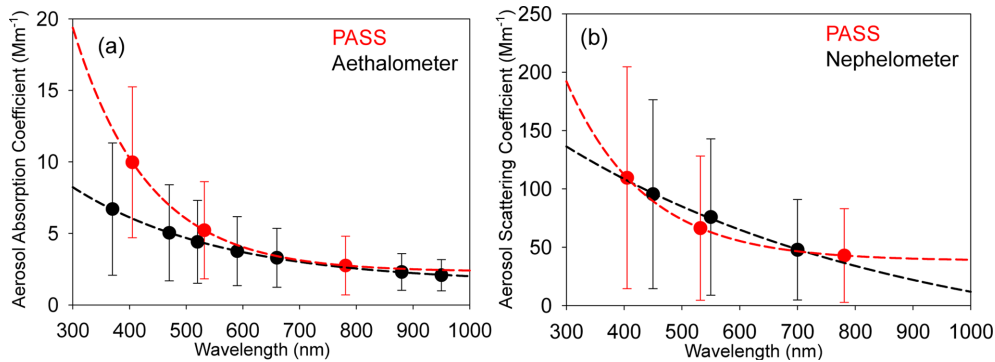 Aerosol Absorption Coefficient (Mm⁻¹)
20
15
10
5
0
(a)
PASS
Aethalometer
300 400 500 600 700 800 900 1000
Wavelength (nm)
Aerosol Scattering Coefficient (Mm⁻¹)
250
200
150
100
50
0
(b)
PASS
Nephelometer
300 400 500 600 700 800 900 1000
Wavelength (nm)